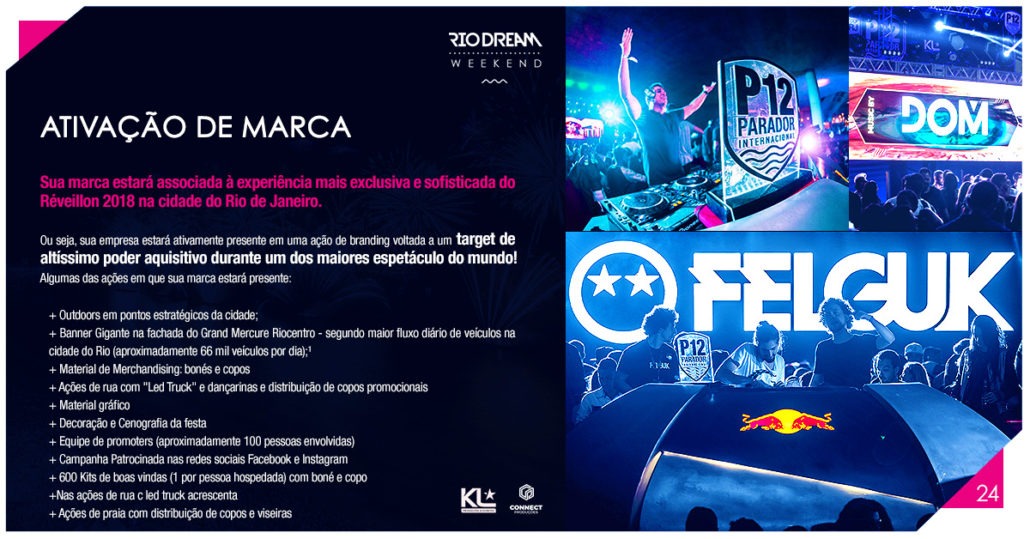 RIO DREAM
WEEKEND
ATIVAÇÃO DE MARCA
Sua marca estará associada à experiência mais exclusiva e sofisticada do
Réveillon 2018 na cidade do Rio de Janeiro.
Ou seja, sua empresa estará ativamente presente em uma ação de branding voltada a um target de
altíssimo poder aquisitivo durante um dos maiores espetáculo do mundo!
Algumas das ações em que sua marca estará presente:
+ Outdoors em pontos estratégicos da cidade;
+ Banner Gigante na fachada do Grand Mercure Riocentro - segundo maior fluxo diário de veículos na
cidade do Rio (aproximadamente 66 mil veículos por dia);¹
+ Material de Merchandising: bonés e copos
+ Ações de rua com "Led Truck" e dançarinas e distribuição de copos promocionais
+ Material gráfico
+ Decoração e Cenografia da festa
+ Equipe de promoters (aproximadamente 100 pessoas envolvidas)
+ Campanha Patrocinada nas redes sociais Facebook e Instagram
+ 600 Kits de boas vindas (1 por pessoa hospedada) com boné e copo
+Nas ações de rua c led truck acrescenta
+ Ações de praia com distribuição de copos e viseiras
KL
CONNECT
PRODUÇÕES
P12
PARADOR
INTERNACIONAL
P12
KL
MUSIC BY
DOM
FELGUK
FELGUK
P12
24